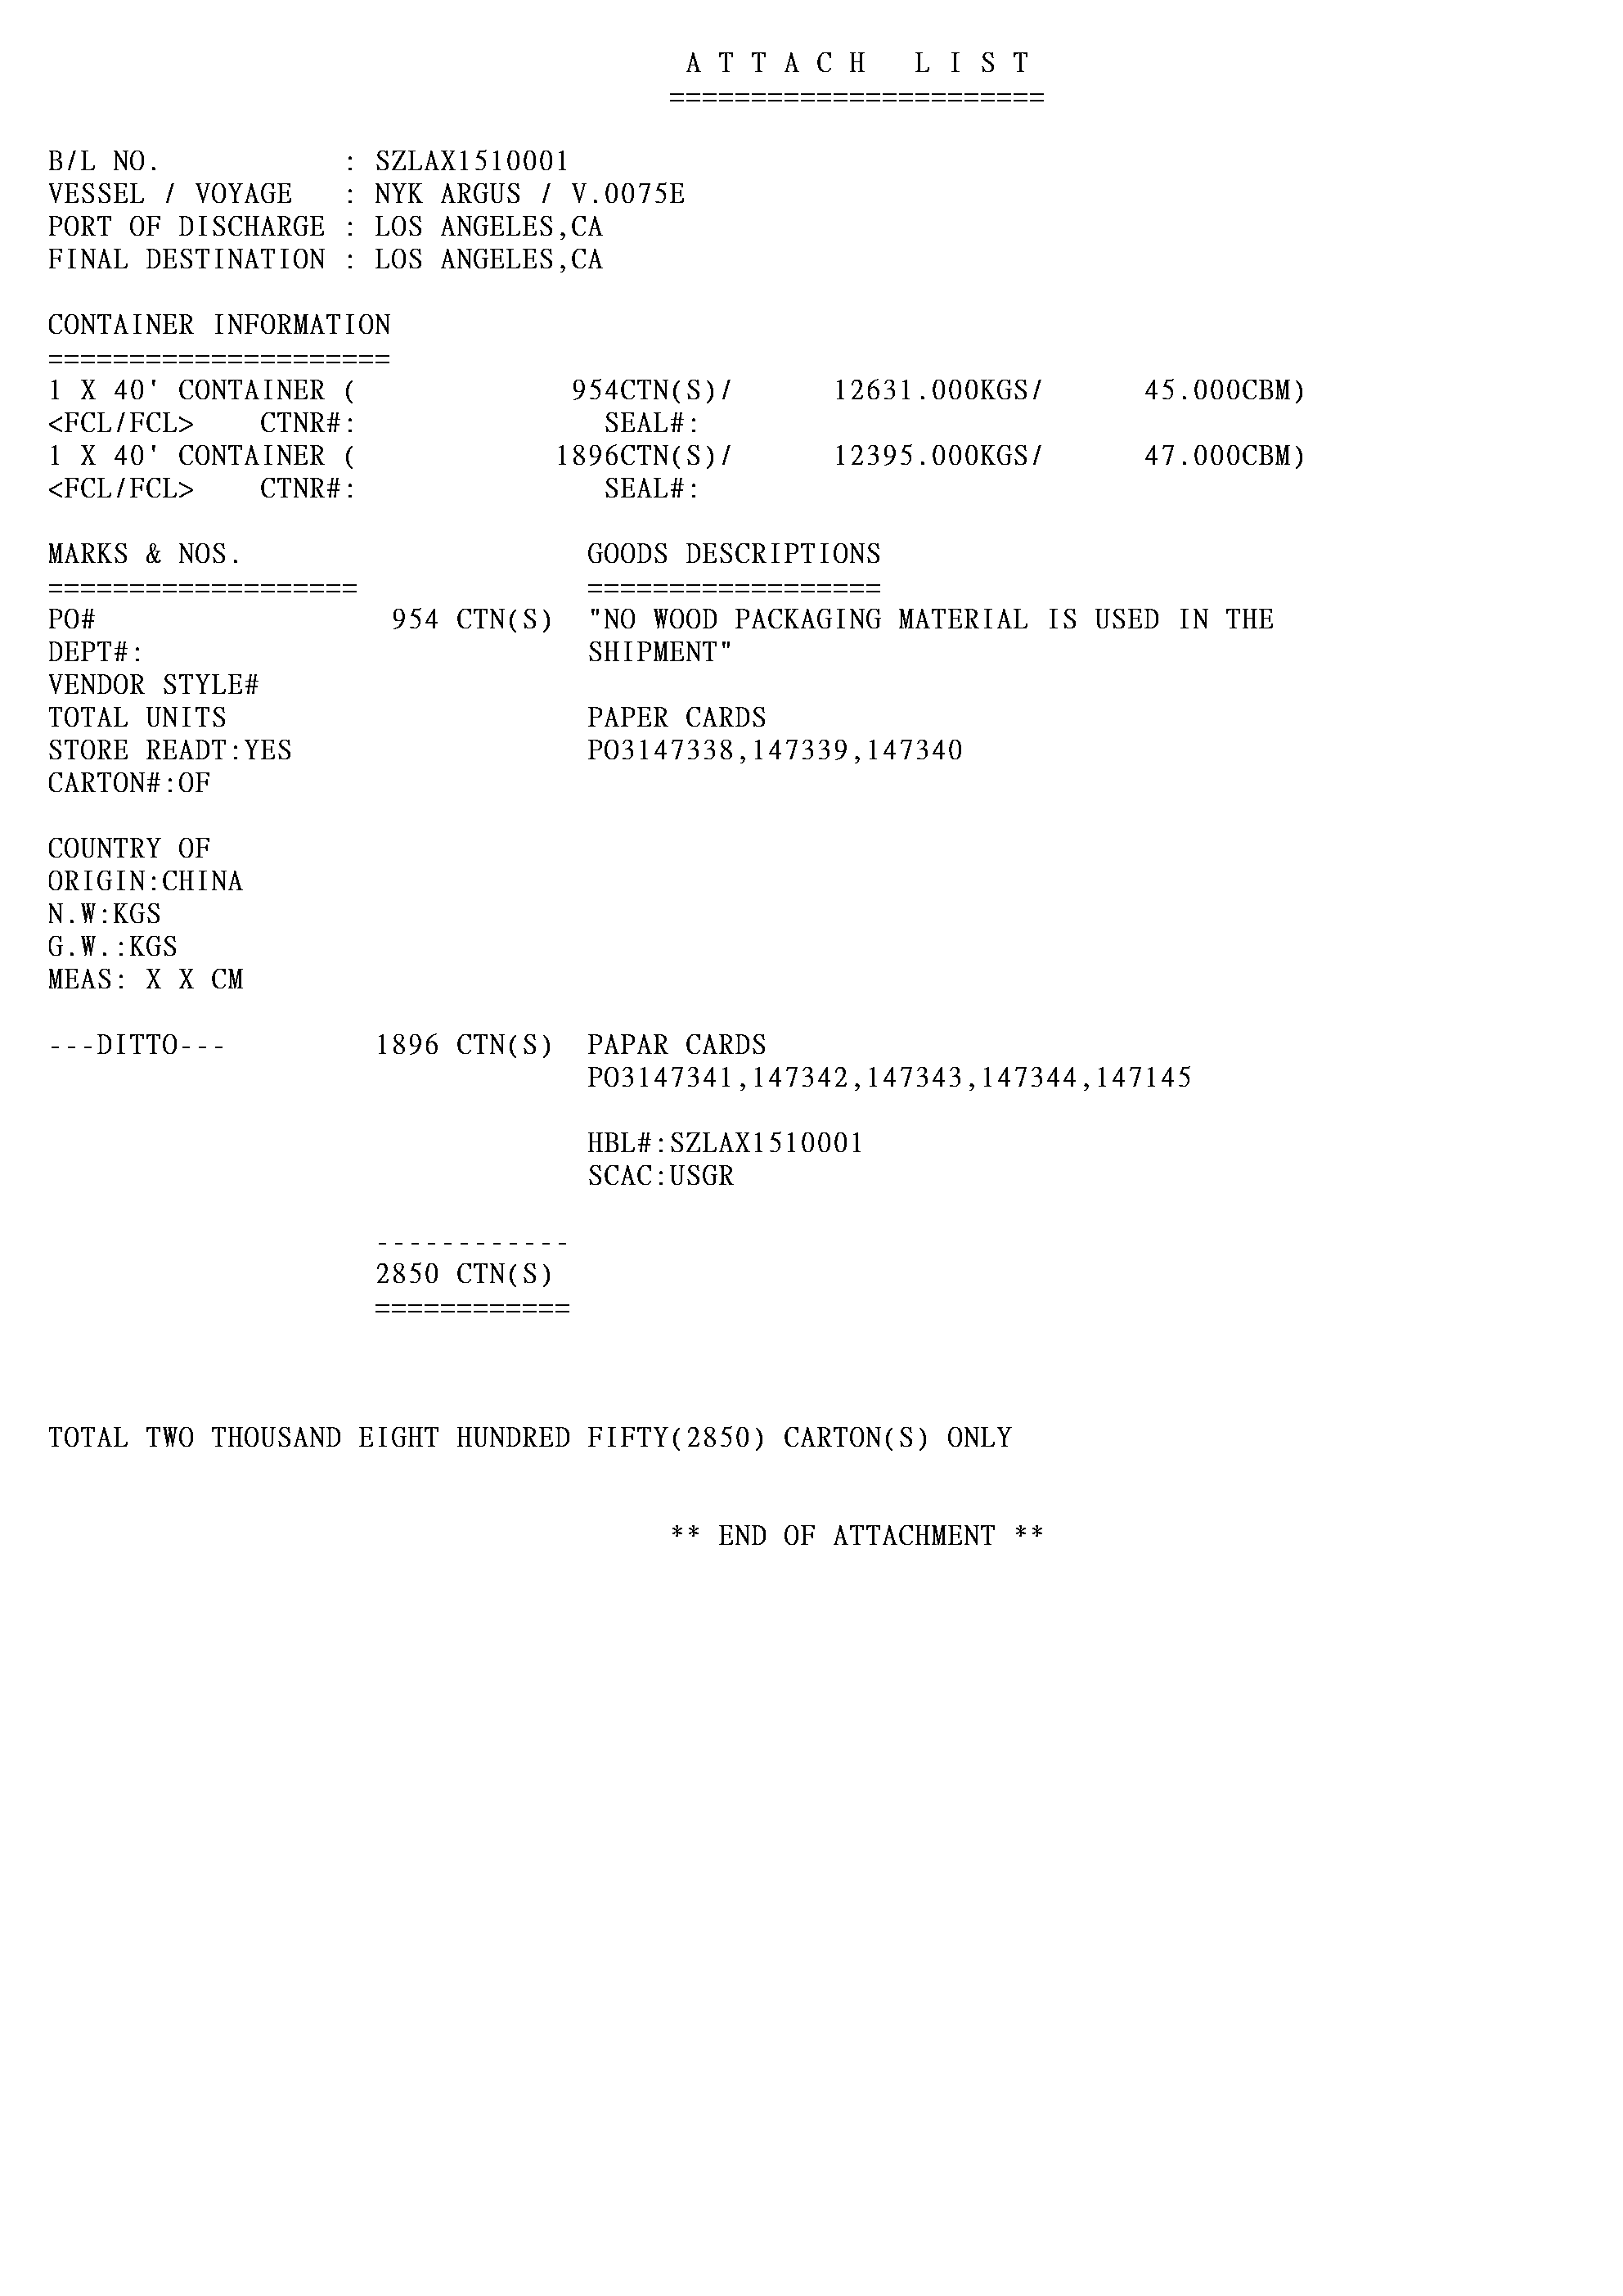 A T T A C H   L I S T
=======================
B/L NO. : SZLAX1510001
VESSEL / VOYAGE : NYK ARGUS / V.0075E
PORT OF DISCHARGE : LOS ANGELES,CA
FINAL DESTINATION : LOS ANGELES,CA
CONTAINER INFORMATION
=====================
1 X 40' CONTAINER ( 954CTN(S)/ 12631.000KGS/ 45.000CBM)
<FCL/FCL> CTNR#: SEAL#:
1 X 40' CONTAINER ( 1896CTN(S)/ 12395.000KGS/ 47.000CBM)
<FCL/FCL> CTNR#: SEAL#:
MARKS & NOS. GOODS DESCRIPTIONS
=================== ==================
PO# 954 CTN(S) "NO WOOD PACKAGING MATERIAL IS USED IN THE
DEPT#: SHIPMENT"
VENDOR STYLE#
TOTAL UNITS PAPER CARDS
STORE READT:YES PO3147338,147339,147340
CARTON#:OF
COUNTRY OF
ORIGIN:CHINA
N.W:KGS
G.W.:KGS
MEAS: X X CM
---DITTO--- 1896 CTN(S) PAPAR CARDS
PO3147341,147342,147343,147344,147145
HBL#:SZLAX1510001
SCAC:USGR
------------
2850 CTN(S)
============
TOTAL TWO THOUSAND EIGHT HUNDRED FIFTY(2850) CARTON(S) ONLY
** END OF ATTACHMENT **